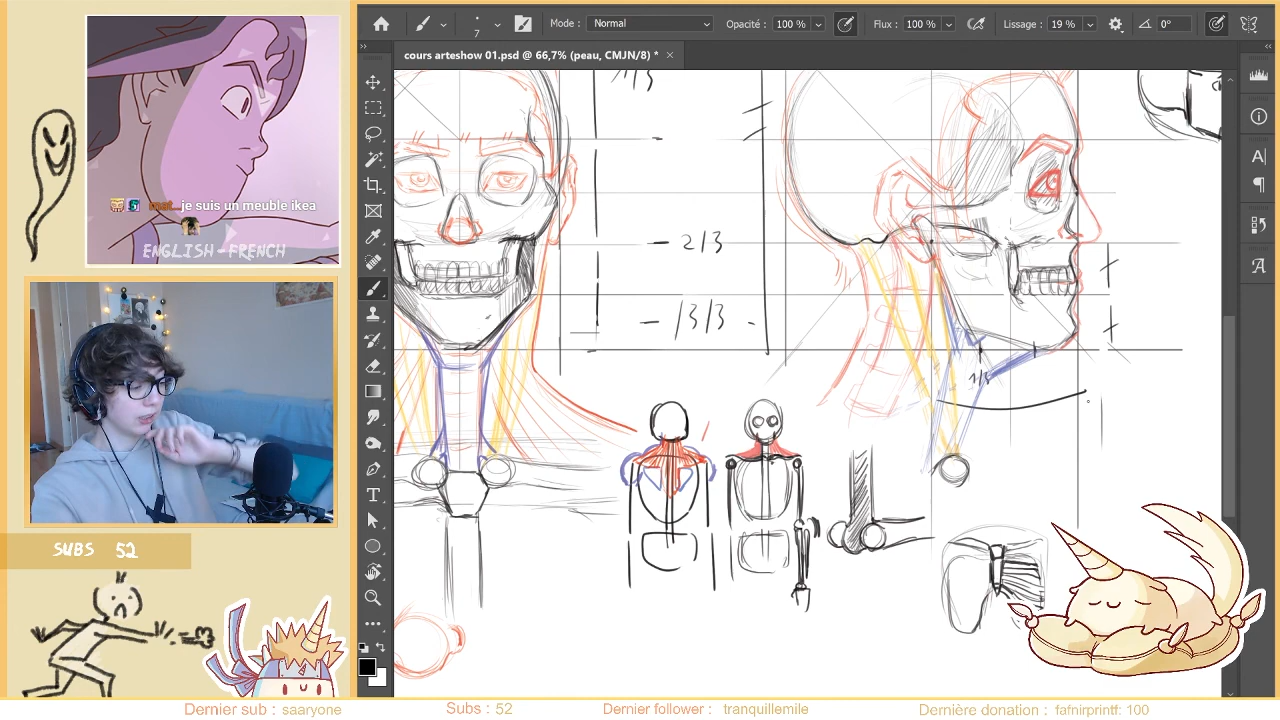 7
Mode :
Normal
Opacité :
100 %
Flux :
100 %
Lissage :
19 %
0°
cours arteshow 01.psd @ 66,7% (peau, CMJN/8) *
je suis un meuble ikea
ENGLISH - FRENCH
2/3
3/3
SUBS 52
Dernier sub : saaryone
Subs : 52
Dernier follower : tranquillemile
Dernière donation : fafnirprintf: 100